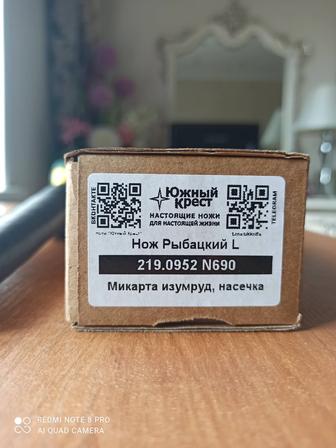 ВКОНТАКТЕ
Южный
Крест
TELEGRAM
НАСТОЯЩИЕ НОЖИ
ДЛЯ НАСТОЯЩЕЙ ЖИЗНИ
Нож Рыбацкий L
219.0952 N690
Микарта изумруд, насечка
REDMI NOTE 8 PRO
AI QUAD CAMERA